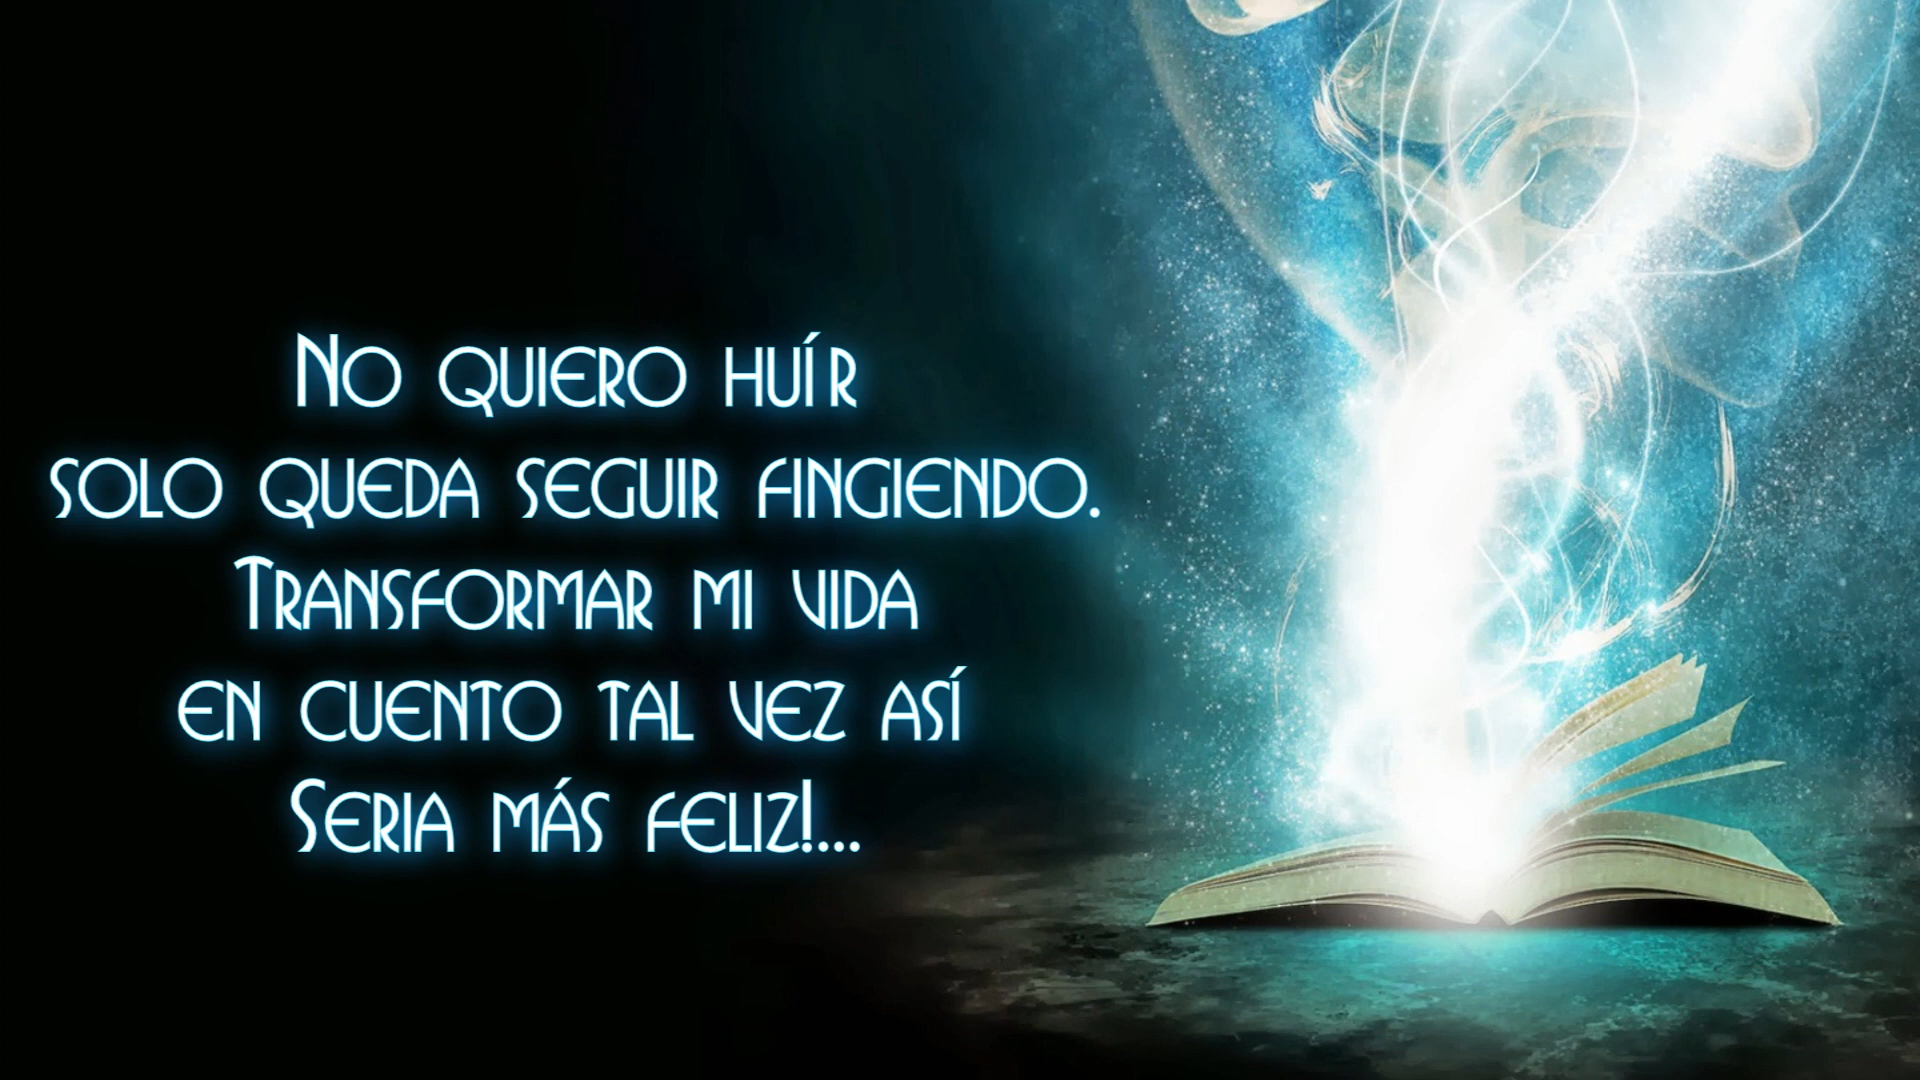 No quiero huír
solo queda seguir fingiendo.
Transformar mi vida
en cuento tal vez así
Seria más feliz!...